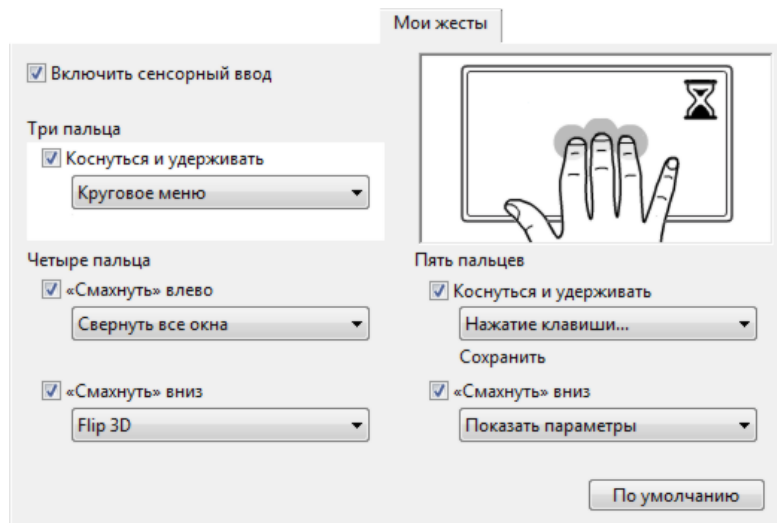 Мои жесты
Включить сенсорный ввод
Три пальца
Коснуться и удерживать
Круговое меню
Четыре пальца
«Смахнуть» влево
Свернуть все окна
«Смахнуть» вниз
Flip 3D
Пять пальцев
Коснуться и удерживать
Нажатие клавиши...
Сохранить
«Смахнуть» вниз
Показать параметры
По умолчанию